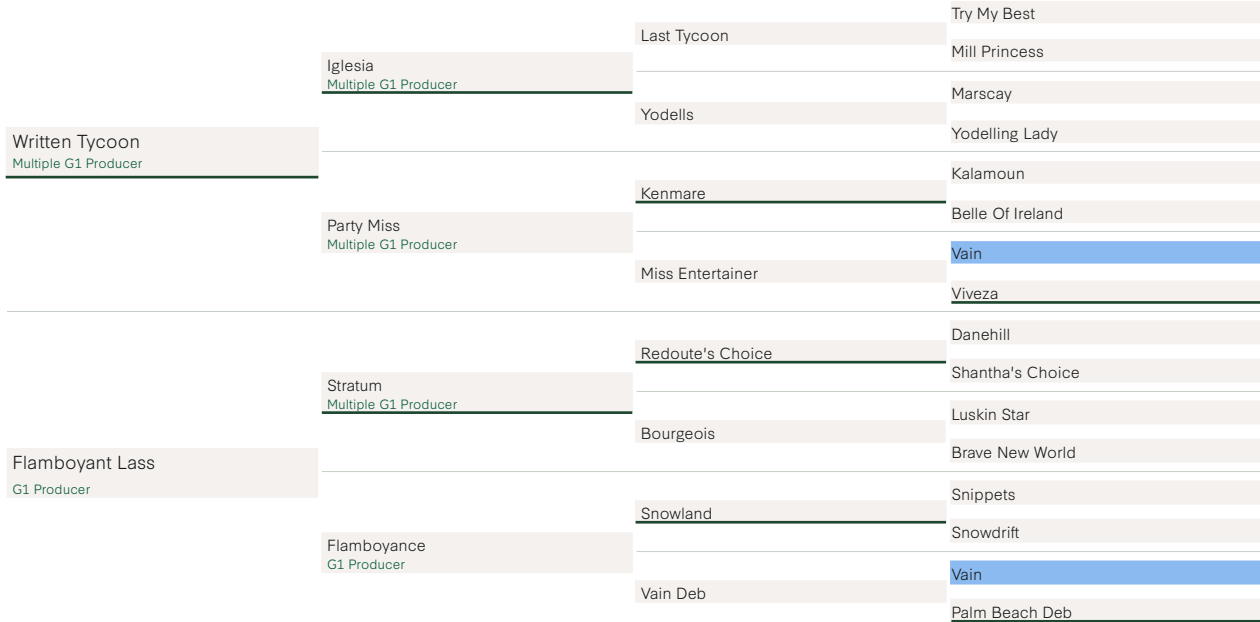 Written Tycoon
Multiple G1 Producer
Flamboyant Lass
G1 Producer
Iglesia
Multiple G1 Producer
Party Miss
Multiple G1 Producer
Stratum
Multiple G1 Producer
Flamboyance
G1 Producer
Last Tycoon
Yodells
Kenmare
Miss Entertainer
Redoute's Choice
Bourgeois
Snowland
Vain Deb
Try My Best
Mill Princess
Marscay
Yodelling Lady
Kalamoun
Belle Of Ireland
Vain
Viveza
Danehill
Shantha's Choice
Luskin Star
Brave New World
Snippets
Snowdrift
Vain
Palm Beach Deb